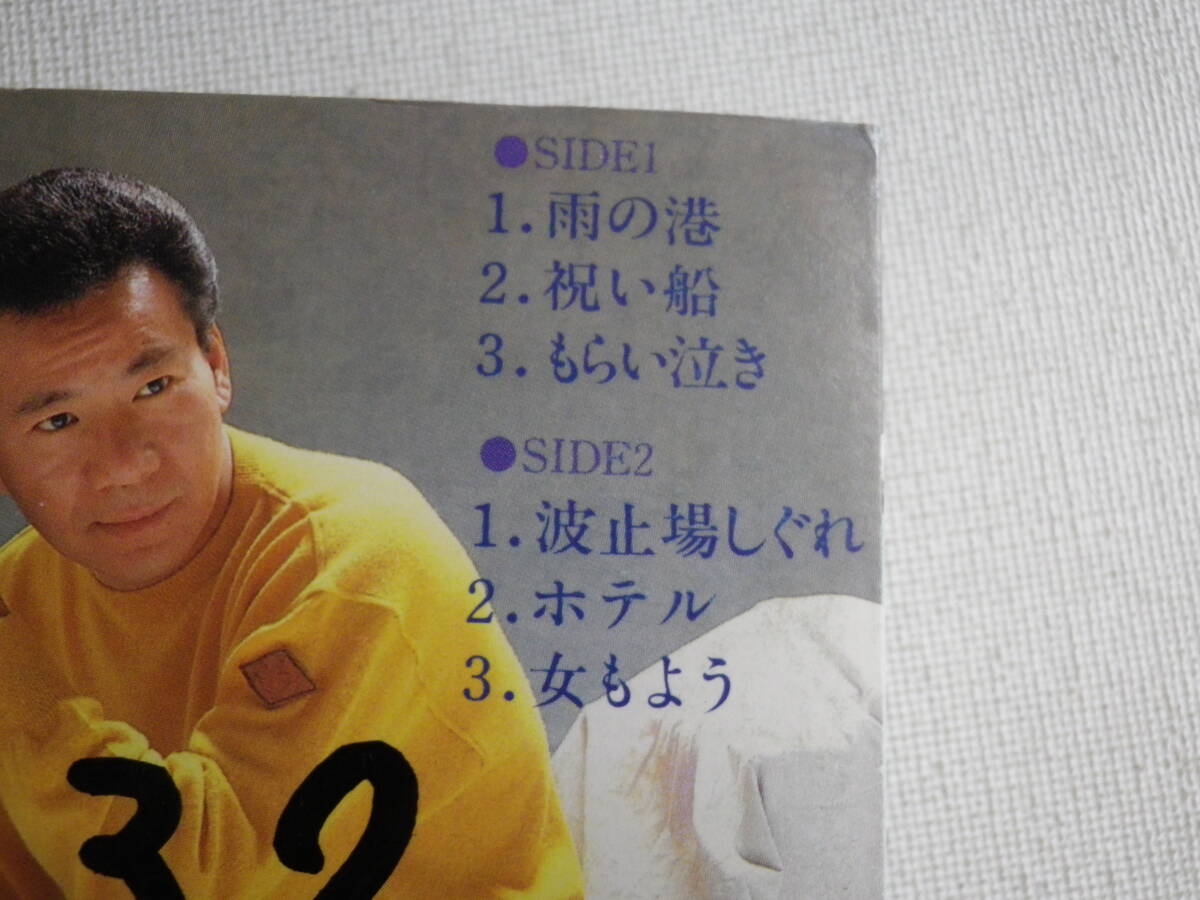 ●SIDE1
1.雨の港
2.祝い船
3.もらい泣き
●SIDE2
1.波止場しぐれ
2.ホテル
3.女もよう